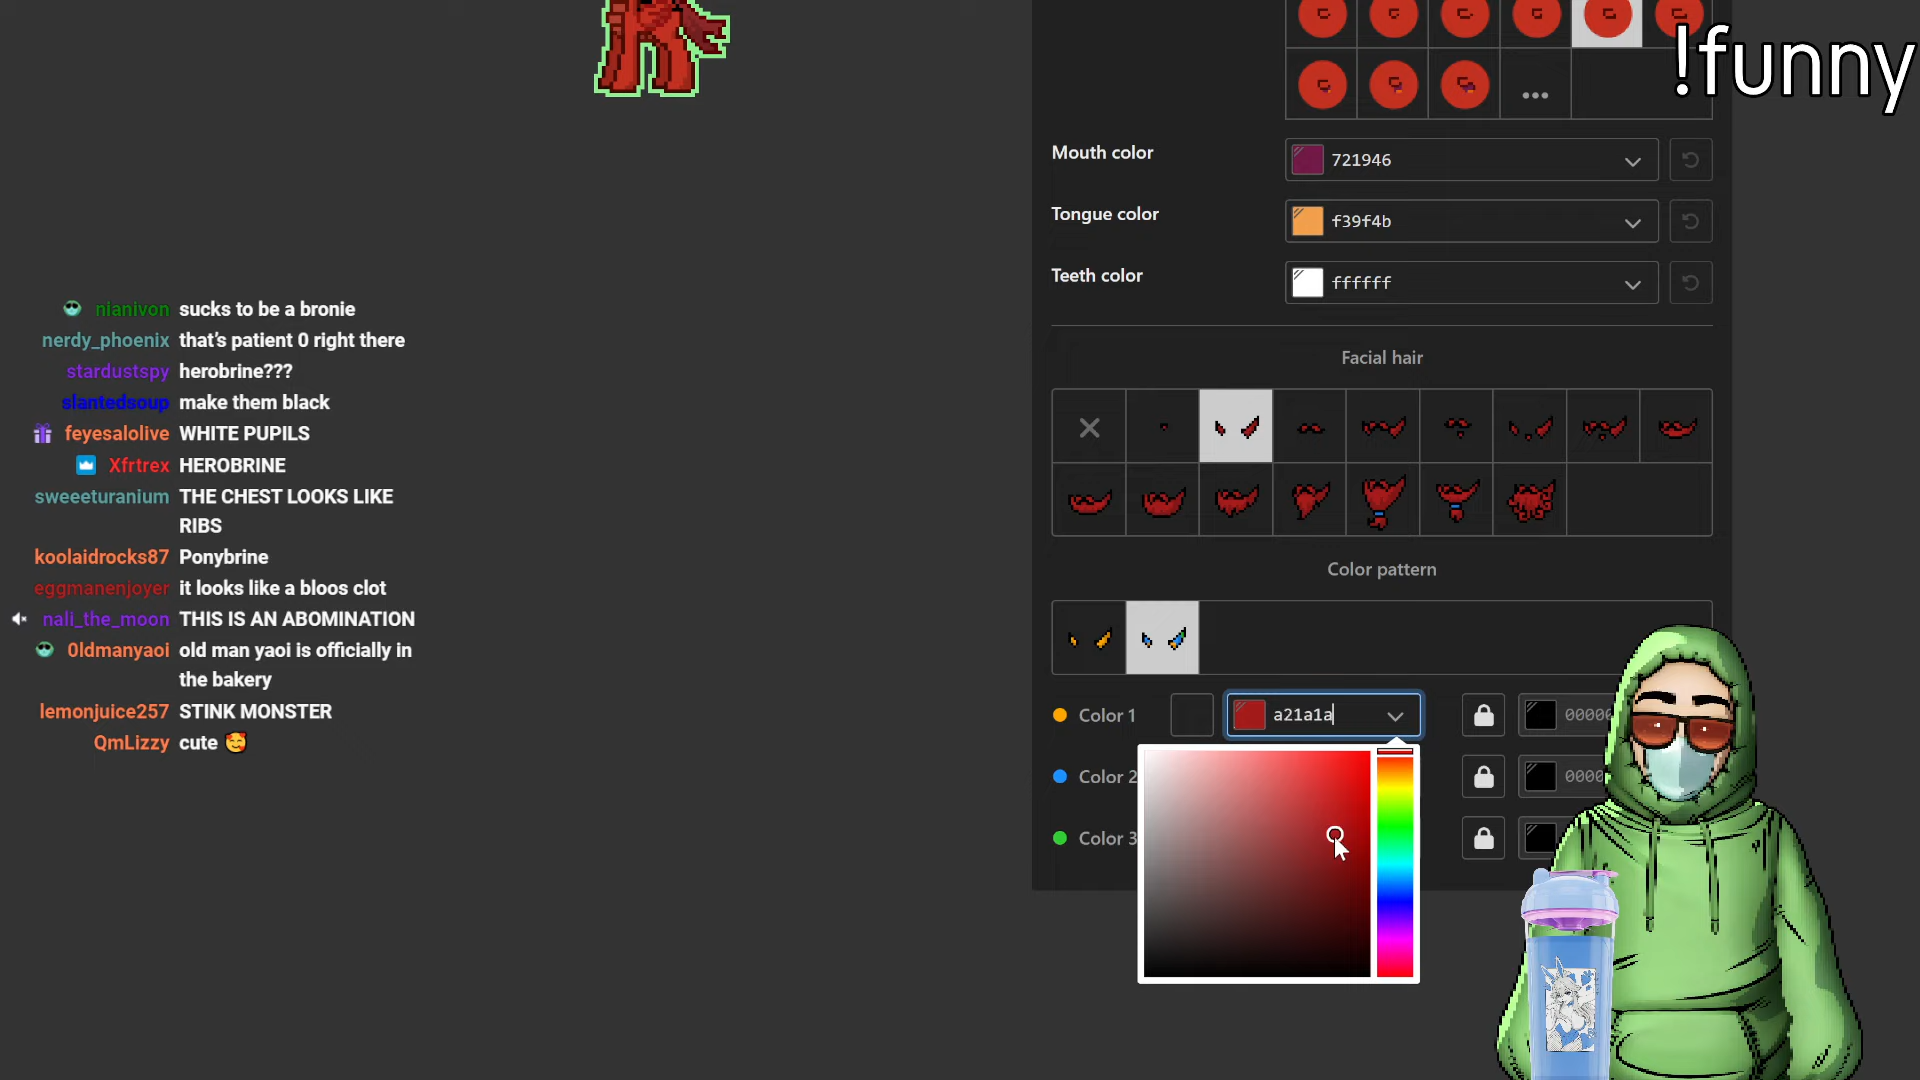 !funny
...
Mouth color
721946
Tongue color
f39f4b
Teeth color
ffffff
Facial hair
Color pattern
Color 1
a21a1a
00000
Color 2
0000
Color 3
nianivon sucks to be a bronie
nerdy_phoenix that's patient 0 right there
stardustspy herobrine???
slantedsoup make them black
feyesalolive WHITE PUPILS
Xfrtrex HEROBRINE
sweeeturanium THE CHEST LOOKS LIKE
RIBS
koolaidrocks87 Ponybrine
eggmanenjoyer it looks like a bloos clot
nali_the_moon THIS IS AN ABOMINATION
0ldmanyaoi old man yaoi is officially in
the bakery
lemonjuice257 STINK MONSTER
QmLizzy cute 🥰